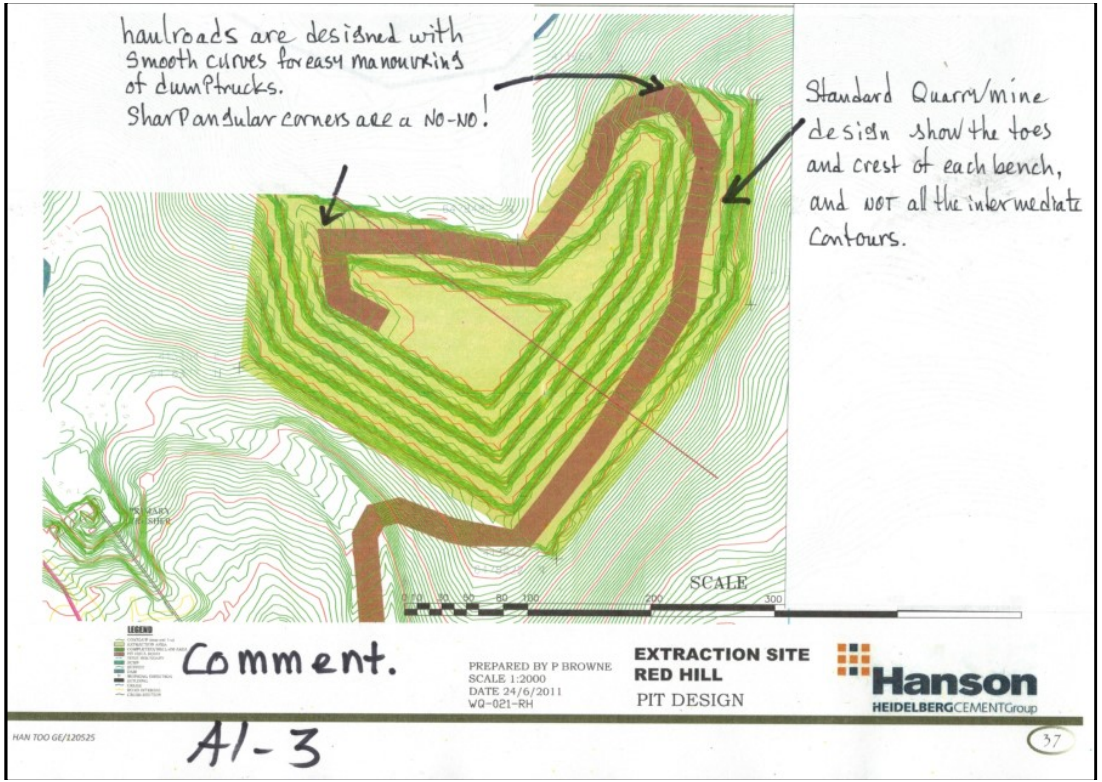 haulroads are designed with
smooth curves for easy manouvring
of dumptrucks.
Sharp angular corners are a NO-NO!
Standard Quarry/mine
design show the toes
and crest of each bench,
and NOT all the intermediate
contours.
SCALE
200
300
LEGEND
Comment.
PREPARED BY P BROWNE
SCALE 1:2000
DATE 24/6/2011
WQ-021-RH
EXTRACTION SITE
RED HILL
PIT DESIGN
Hanson
HEIDELBERGCEMENTGroup
HAN TOO GE/120525
A1-3
37